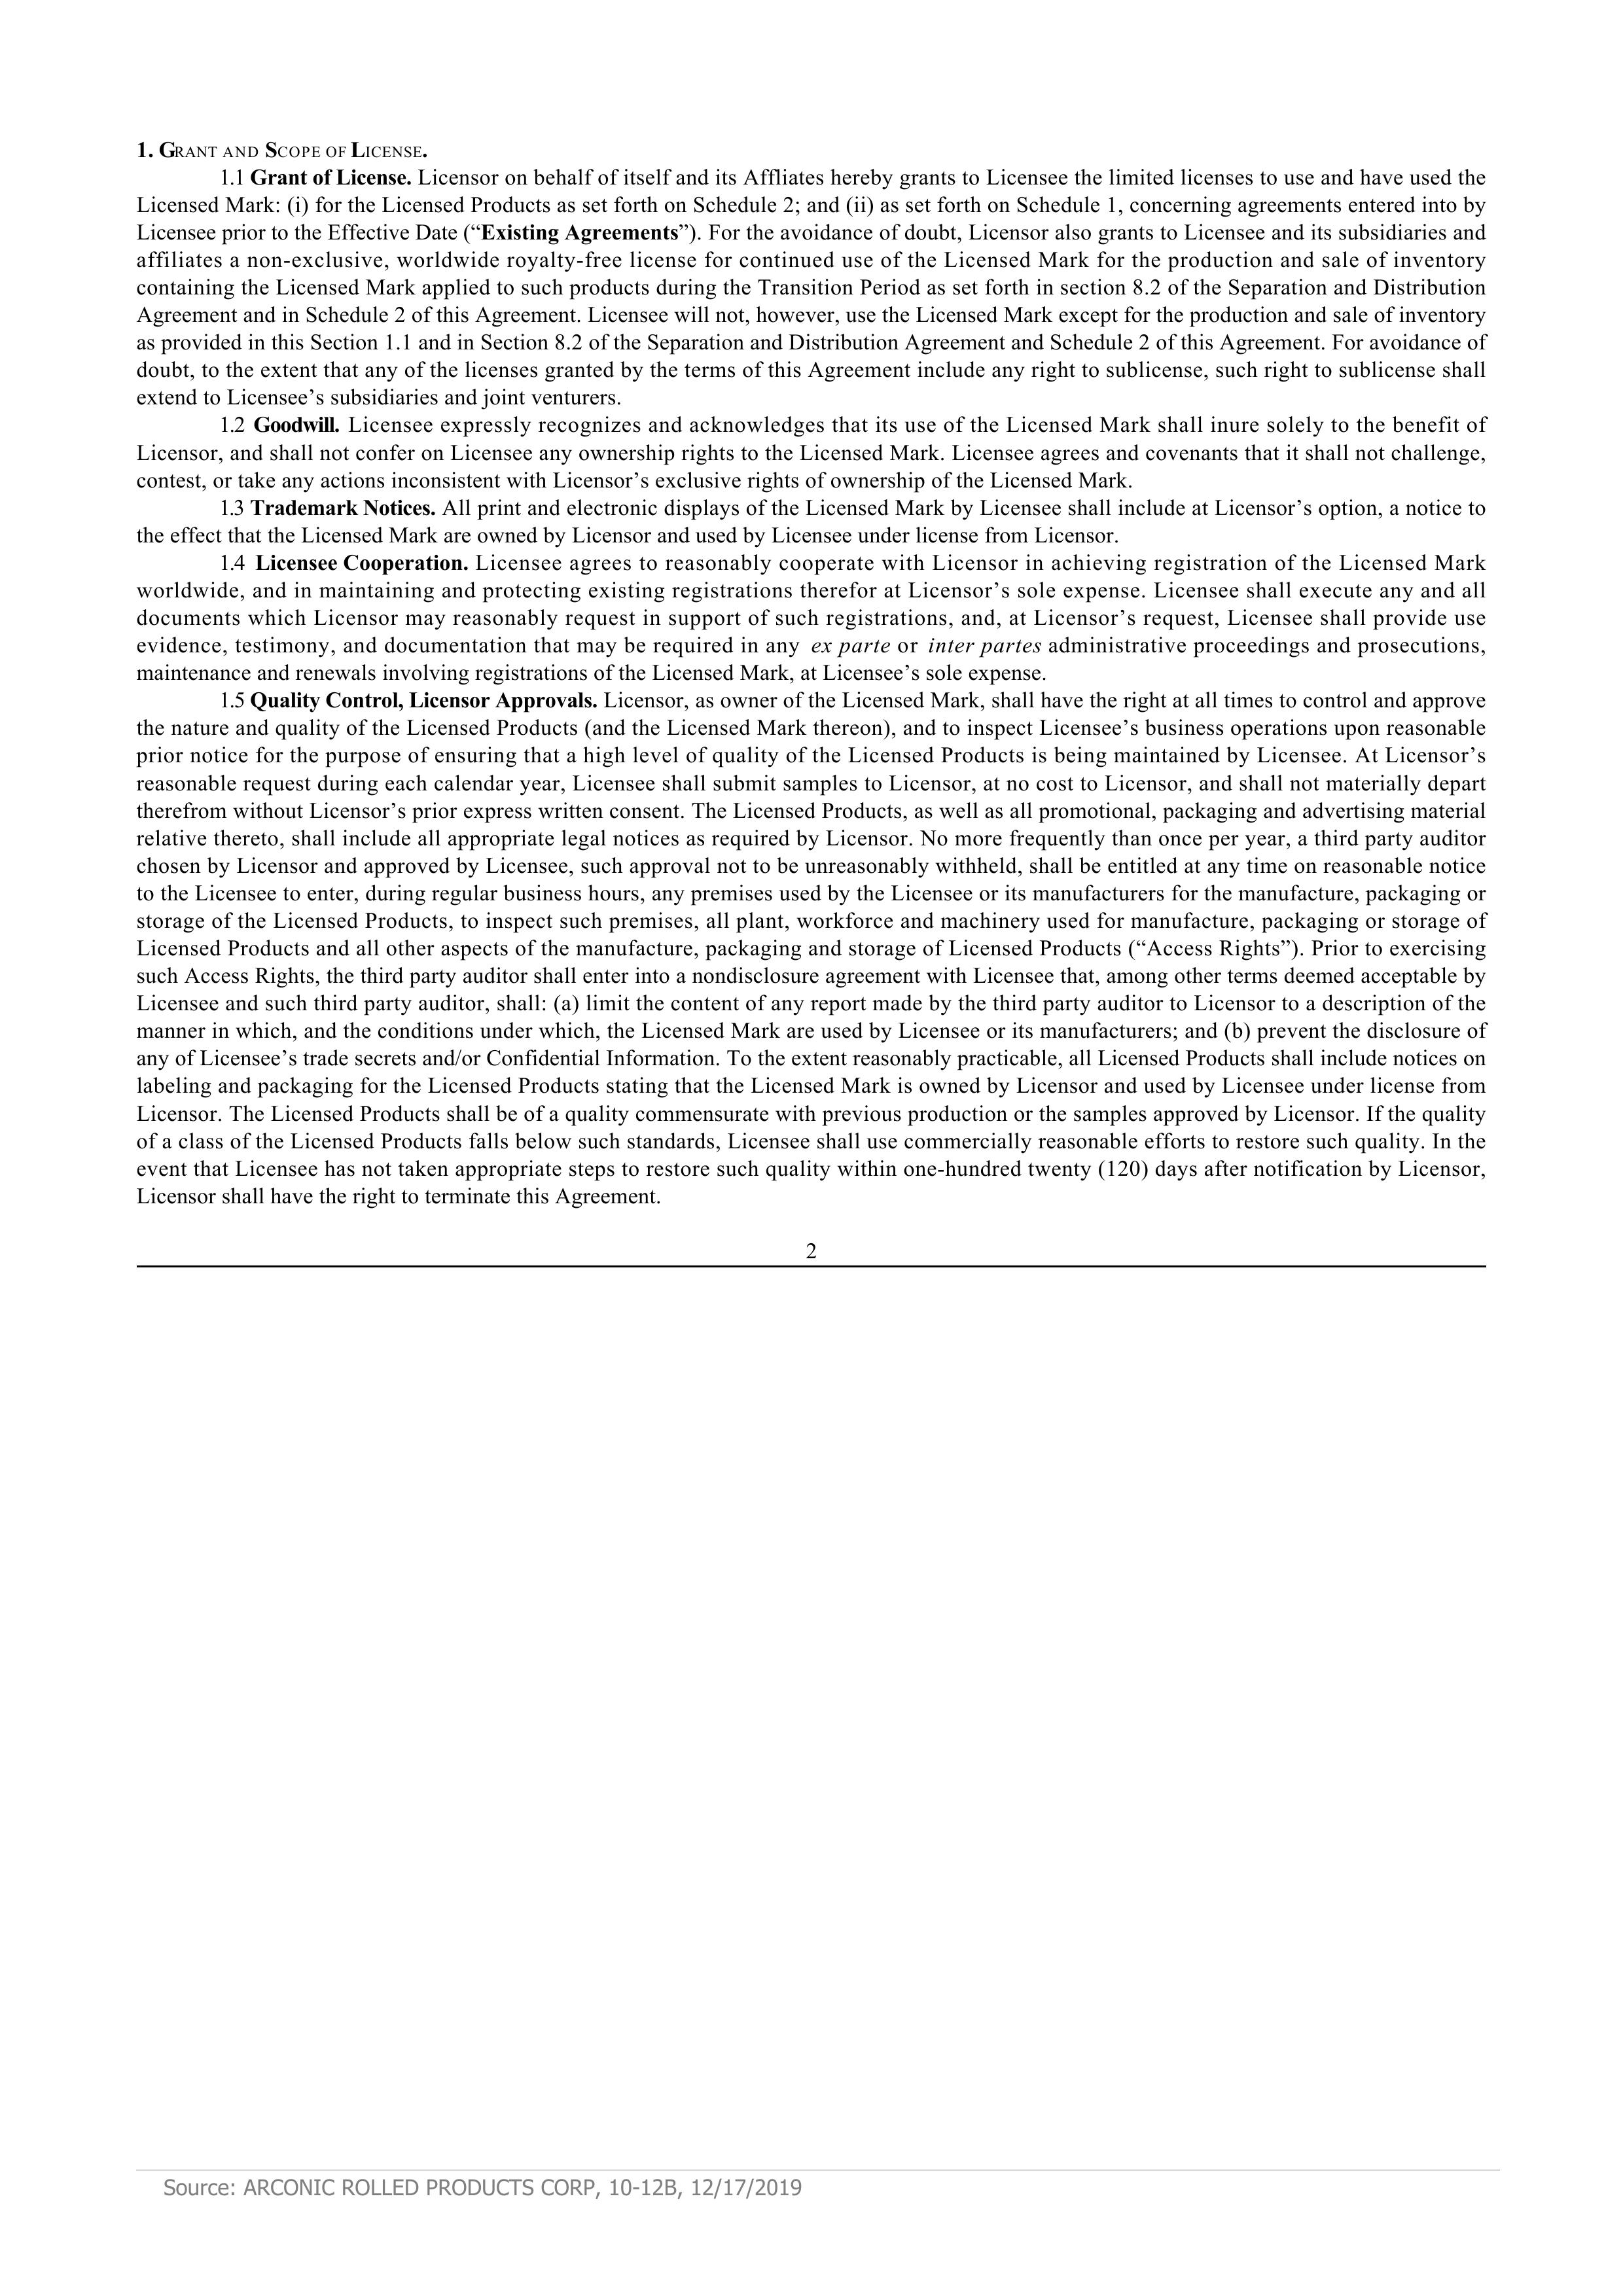 1. GRANT AND SCOPE OF LICENSE.
1.1 Grant of License. Licensor on behalf of itself and its Affliates hereby grants to Licensee the limited licenses to use and have used the
Licensed Mark: (i) for the Licensed Products as set forth on Schedule 2; and (ii) as set forth on Schedule 1, concerning agreements entered into by
Licensee prior to the Effective Date (“Existing Agreements”). For the avoidance of doubt, Licensor also grants to Licensee and its subsidiaries and
affiliates a non-exclusive, worldwide royalty-free license for continued use of the Licensed Mark for the production and sale of inventory
containing the Licensed Mark applied to such products during the Transition Period as set forth in section 8.2 of the Separation and Distribution
Agreement and in Schedule 2 of this Agreement. Licensee will not, however, use the Licensed Mark except for the production and sale of inventory
as provided in this Section 1.1 and in Section 8.2 of the Separation and Distribution Agreement and Schedule 2 of this Agreement. For avoidance of
doubt, to the extent that any of the licenses granted by the terms of this Agreement include any right to sublicense, such right to sublicense shall
extend to Licensee’s subsidiaries and joint venturers.
1.2 Goodwill. Licensee expressly recognizes and acknowledges that its use of the Licensed Mark shall inure solely to the benefit of
Licensor, and shall not confer on Licensee any ownership rights to the Licensed Mark. Licensee agrees and covenants that it shall not challenge,
contest, or take any actions inconsistent with Licensor’s exclusive rights of ownership of the Licensed Mark.
1.3 Trademark Notices. All print and electronic displays of the Licensed Mark by Licensee shall include at Licensor’s option, a notice to
the effect that the Licensed Mark are owned by Licensor and used by Licensee under license from Licensor.
1.4 Licensee Cooperation. Licensee agrees to reasonably cooperate with Licensor in achieving registration of the Licensed Mark
worldwide, and in maintaining and protecting existing registrations therefor at Licensor’s sole expense. Licensee shall execute any and all
documents which Licensor may reasonably request in support of such registrations, and, at Licensor’s request, Licensee shall provide use
evidence, testimony, and documentation that may be required in any ex parte or inter partes administrative proceedings and prosecutions,
maintenance and renewals involving registrations of the Licensed Mark, at Licensee’s sole expense.
1.5 Quality Control, Licensor Approvals. Licensor, as owner of the Licensed Mark, shall have the right at all times to control and approve
the nature and quality of the Licensed Products (and the Licensed Mark thereon), and to inspect Licensee’s business operations upon reasonable
prior notice for the purpose of ensuring that a high level of quality of the Licensed Products is being maintained by Licensee. At Licensor’s
reasonable request during each calendar year, Licensee shall submit samples to Licensor, at no cost to Licensor, and shall not materially depart
therefrom without Licensor’s prior express written consent. The Licensed Products, as well as all promotional, packaging and advertising material
relative thereto, shall include all appropriate legal notices as required by Licensor. No more frequently than once per year, a third party auditor
chosen by Licensor and approved by Licensee, such approval not to be unreasonably withheld, shall be entitled at any time on reasonable notice
to the Licensee to enter, during regular business hours, any premises used by the Licensee or its manufacturers for the manufacture, packaging or
storage of the Licensed Products, to inspect such premises, all plant, workforce and machinery used for manufacture, packaging or storage of
Licensed Products and all other aspects of the manufacture, packaging and storage of Licensed Products (“Access Rights”). Prior to exercising
such Access Rights, the third party auditor shall enter into a nondisclosure agreement with Licensee that, among other terms deemed acceptable by
Licensee and such third party auditor, shall: (a) limit the content of any report made by the third party auditor to Licensor to a description of the
manner in which, and the conditions under which, the Licensed Mark are used by Licensee or its manufacturers; and (b) prevent the disclosure of
any of Licensee’s trade secrets and/or Confidential Information. To the extent reasonably practicable, all Licensed Products shall include notices on
labeling and packaging for the Licensed Products stating that the Licensed Mark is owned by Licensor and used by Licensee under license from
Licensor. The Licensed Products shall be of a quality commensurate with previous production or the samples approved by Licensor. If the quality
of a class of the Licensed Products falls below such standards, Licensee shall use commercially reasonable efforts to restore such quality. In the
event that Licensee has not taken appropriate steps to restore such quality within one-hundred twenty (120) days after notification by Licensor,
Licensor shall have the right to terminate this Agreement.
2
Source: ARCONIC ROLLED PRODUCTS CORP, 10-12B, 12/17/2019